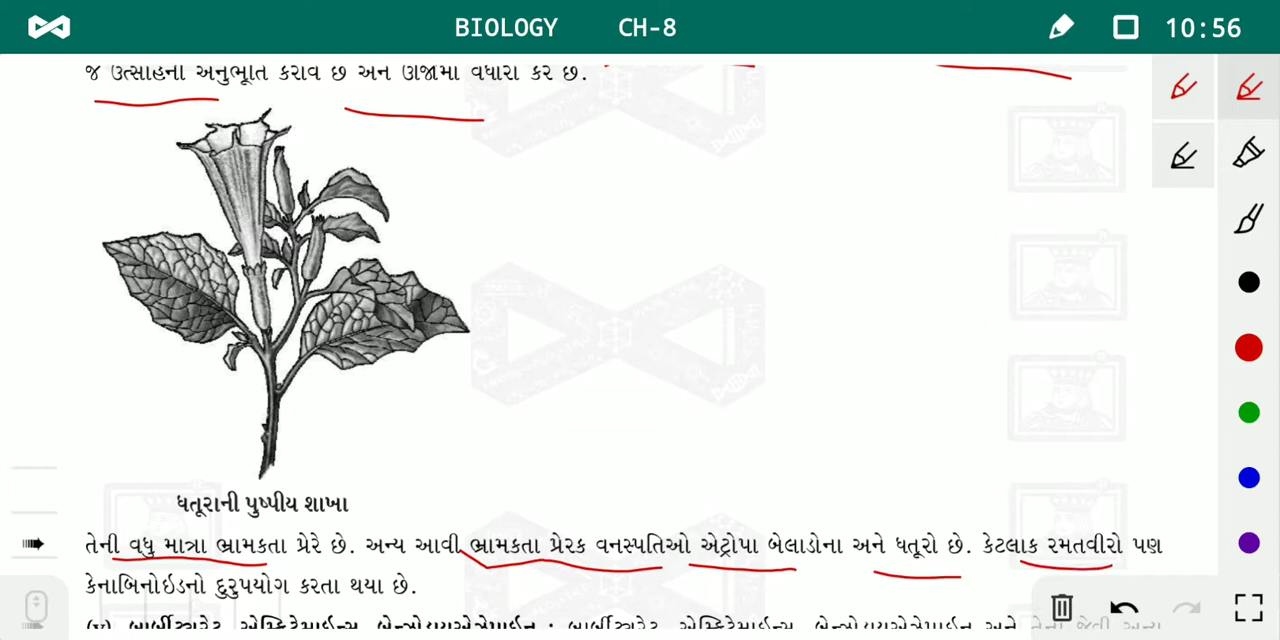 BIOLOGY CH-8 10:56
જ ઉત્સાહની અનુભૂતિ કરાવે છે અને ઊર્જામાં વધારો કરે છે.
ધતૂરાની પુષ્પીય શાખા
તેની વધુ માત્રા ભ્રામકતા પ્રેરે છે. અન્ય આવી ભ્રામકતા પ્રેરક વનસ્પતિઓ એટ્રોપા બેલાડોના અને ધતૂરો છે. કેટલાક રમતવીરો પણ
કેનાબિનોઇડનો દુરુપયોગ કરતા થયા છે.